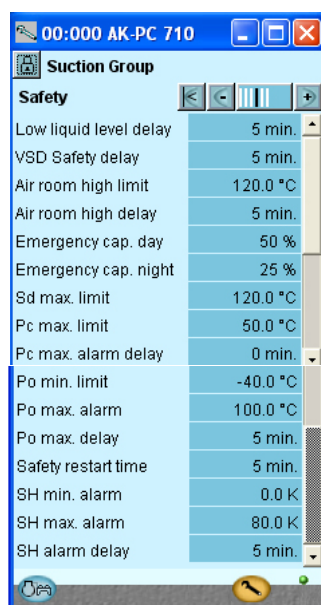 00:000 AK-PC 710
Suction Group
Safety
Low liquid level delay 5 min.
VSD Safety delay 5 min.
Air room high limit 120.0 °C
Air room high delay 5 min.
Emergency cap. day 50 %
Emergency cap. night 25 %
Sd max. limit 120.0 °C
Pc max. limit 50.0 °C
Pc max. alarm delay 0 min.
Po min. limit -40.0 °C
Po max. alarm 100.0 °C
Po max. delay 5 min.
Safety restart time 5 min.
SH min. alarm 0.0 K
SH max. alarm 80.0 K
SH alarm delay 5 min.